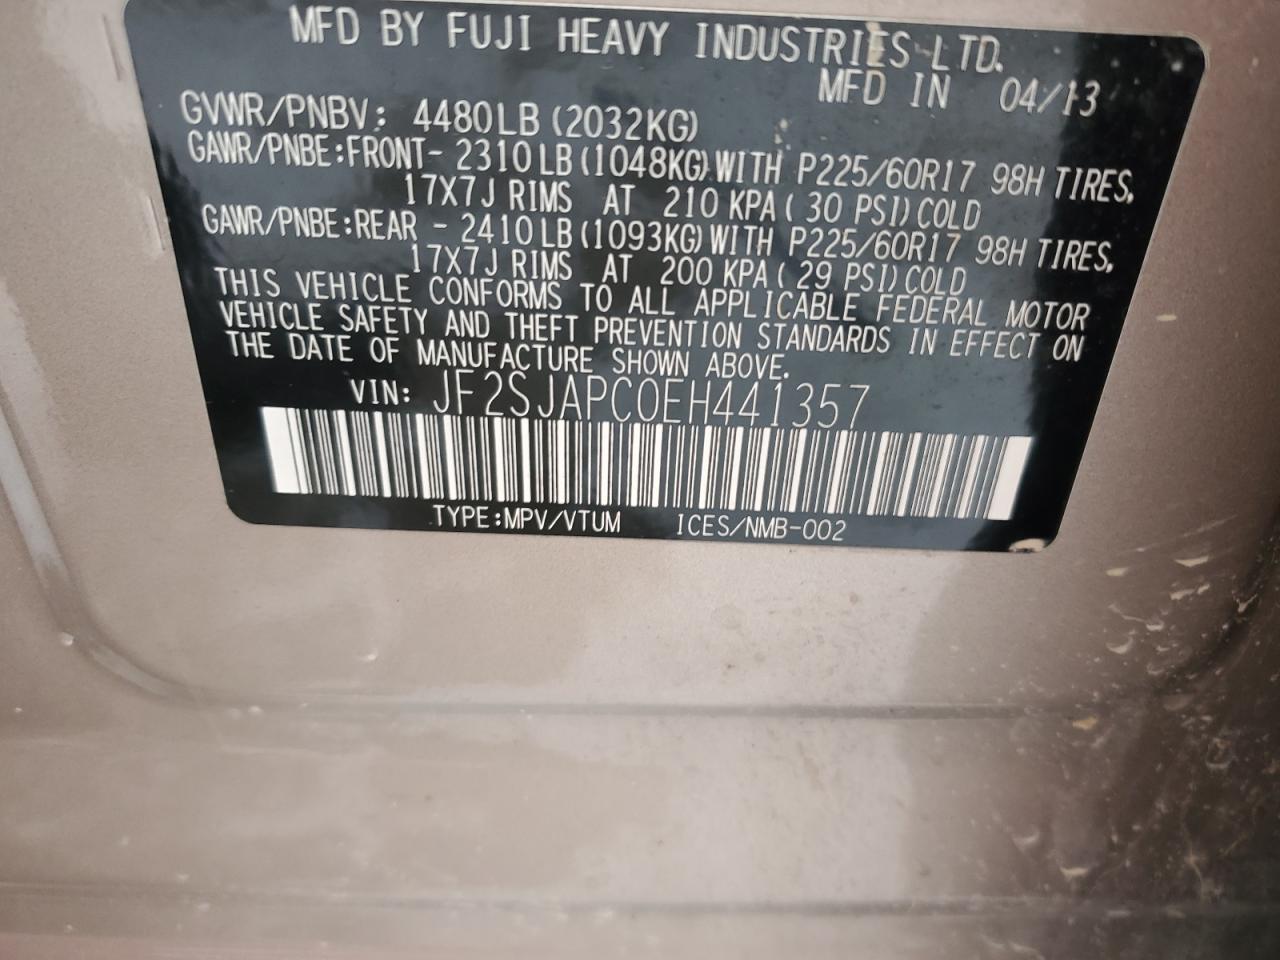 MFD BY FUJI HEAVY INDUSTRIES LTD.
MFD IN 04/13
GVWR/PNBV: 4480LB (2032KG)
GAWR/PNBE:FRONT- 2310LB (1048KG) WITH P225/60R17 98H TIRES,
17X7J RIMS AT 210 KPA ( 30 PSI) COLD
GAWR/PNBE:REAR - 2410LB (1093KG) WITH P225/60R17 98H TIRES,
17X7J RIMS AT 200 KPA ( 29 PSI) COLD
THIS VEHICLE CONFORMS TO ALL APPLICABLE FEDERAL MOTOR
VEHICLE SAFETY AND THEFT PREVENTION STANDARDS IN EFFECT ON
THE DATE OF MANUFACTURE SHOWN ABOVE.
VIN: JF2SJAPC0EH441357
TYPE:MPV/VTUM ICES/NMB-002